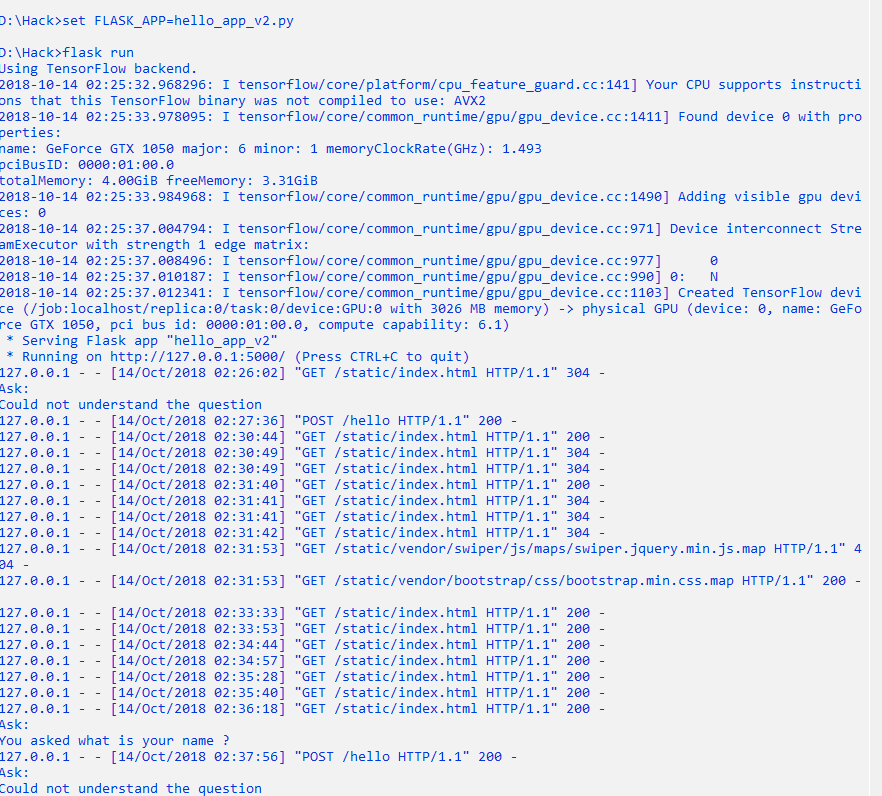 D:\Hack>set FLASK_APP=hello_app_v2.py
D:\Hack>flask run
Using TensorFlow backend.
2018-10-14 02:25:32.968296: I tensorflow/core/platform/cpu_feature_guard.cc:141] Your CPU supports instructi
ons that this TensorFlow binary was not compiled to use: AVX2
2018-10-14 02:25:33.978095: I tensorflow/core/common_runtime/gpu/gpu_device.cc:1411] Found device 0 with pro
perties:
name: GeForce GTX 1050 major: 6 minor: 1 memoryClockRate(GHz): 1.493
pciBusID: 0000:01:00.0
totalMemory: 4.00GiB freeMemory: 3.31GiB
2018-10-14 02:25:33.984968: I tensorflow/core/common_runtime/gpu/gpu_device.cc:1490] Adding visible gpu devi
ces: 0
2018-10-14 02:25:37.004794: I tensorflow/core/common_runtime/gpu/gpu_device.cc:971] Device interconnect Stre
amExecutor with strength 1 edge matrix:
2018-10-14 02:25:37.008496: I tensorflow/core/common_runtime/gpu/gpu_device.cc:977]      0
2018-10-14 02:25:37.010187: I tensorflow/core/common_runtime/gpu/gpu_device.cc:990] 0:   N
2018-10-14 02:25:37.012341: I tensorflow/core/common_runtime/gpu/gpu_device.cc:1103] Created TensorFlow devi
ce (/job:localhost/replica:0/task:0/device:GPU:0 with 3026 MB memory) -> physical GPU (device: 0, name: GeFo
rce GTX 1050, pci bus id: 0000:01:00.0, compute capability: 6.1)
 * Serving Flask app "hello_app_v2"
 * Running on http://127.0.0.1:5000/ (Press CTRL+C to quit)
127.0.0.1 - - [14/Oct/2018 02:26:02] "GET /static/index.html HTTP/1.1" 304 -
Ask:
Could not understand the question
127.0.0.1 - - [14/Oct/2018 02:27:36] "POST /hello HTTP/1.1" 200 -
127.0.0.1 - - [14/Oct/2018 02:30:44] "GET /static/index.html HTTP/1.1" 200 -
127.0.0.1 - - [14/Oct/2018 02:30:49] "GET /static/index.html HTTP/1.1" 304 -
127.0.0.1 - - [14/Oct/2018 02:30:49] "GET /static/index.html HTTP/1.1" 304 -
127.0.0.1 - - [14/Oct/2018 02:31:40] "GET /static/index.html HTTP/1.1" 200 -
127.0.0.1 - - [14/Oct/2018 02:31:41] "GET /static/index.html HTTP/1.1" 304 -
127.0.0.1 - - [14/Oct/2018 02:31:41] "GET /static/index.html HTTP/1.1" 304 -
127.0.0.1 - - [14/Oct/2018 02:31:42] "GET /static/index.html HTTP/1.1" 304 -
127.0.0.1 - - [14/Oct/2018 02:31:53] "GET /static/vendor/swiper/js/maps/swiper.jquery.min.js.map HTTP/1.1" 4
04 -
127.0.0.1 - - [14/Oct/2018 02:31:53] "GET /static/vendor/bootstrap/css/bootstrap.min.css.map HTTP/1.1" 200 -
127.0.0.1 - - [14/Oct/2018 02:33:33] "GET /static/index.html HTTP/1.1" 200 -
127.0.0.1 - - [14/Oct/2018 02:33:53] "GET /static/index.html HTTP/1.1" 200 -
127.0.0.1 - - [14/Oct/2018 02:34:44] "GET /static/index.html HTTP/1.1" 200 -
127.0.0.1 - - [14/Oct/2018 02:34:57] "GET /static/index.html HTTP/1.1" 200 -
127.0.0.1 - - [14/Oct/2018 02:35:28] "GET /static/index.html HTTP/1.1" 200 -
127.0.0.1 - - [14/Oct/2018 02:35:40] "GET /static/index.html HTTP/1.1" 200 -
127.0.0.1 - - [14/Oct/2018 02:36:18] "GET /static/index.html HTTP/1.1" 200 -
Ask:
You asked what is your name ?
127.0.0.1 - - [14/Oct/2018 02:37:56] "POST /hello HTTP/1.1" 200 -
Ask:
Could not understand the question